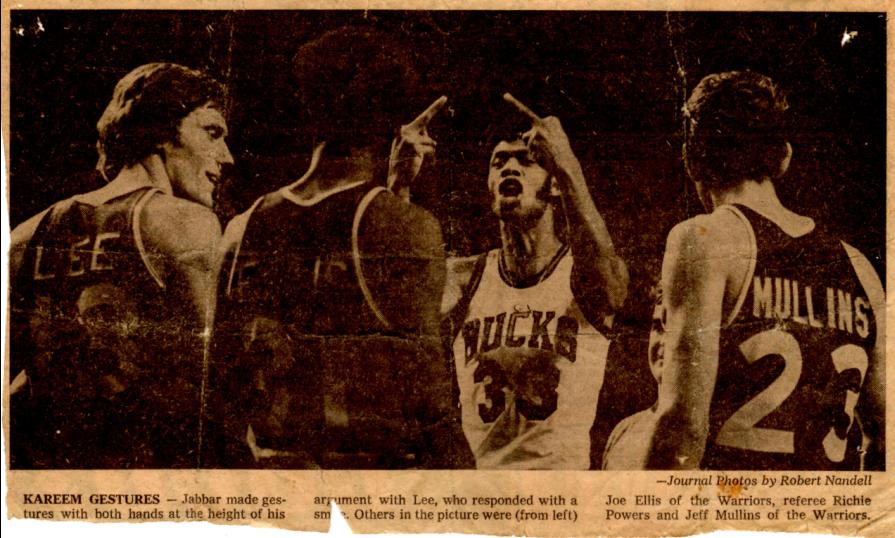 LEE
BUCKS
33
MULLINS
23
—Journal Photos by Robert Nandell
KAREEM GESTURES — Jabbar made ges-
tures with both hands at the height of his
argument with Lee, who responded with a
Others in the picture were (from left)
Joe Ellis of the Warriors, referee Richie
Powers and Jeff Mullins of the Warriors.